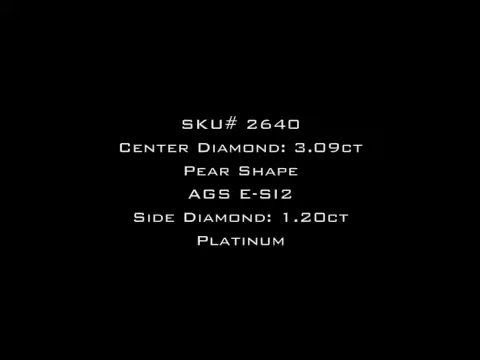 SKU# 2640
Center Diamond: 3.09ct
Pear Shape
AGS E-SI2
Side Diamond: 1.20ct
Platinum